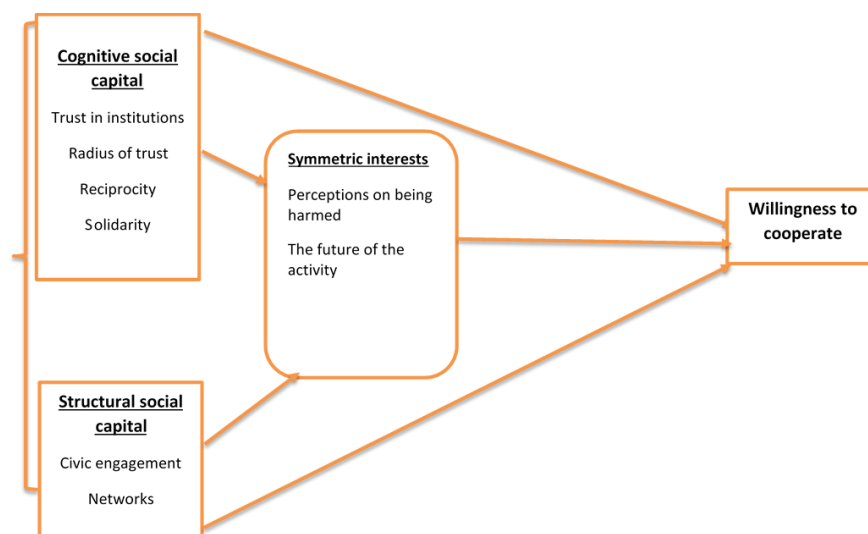 Cognitive social
capital
Trust in institutions
Radius of trust
Reciprocity
Solidarity
Symmetric interests
Perceptions on being
harmed
The future of the
activity
Willingness to
cooperate
Structural social
capital
Civic engagement
Networks